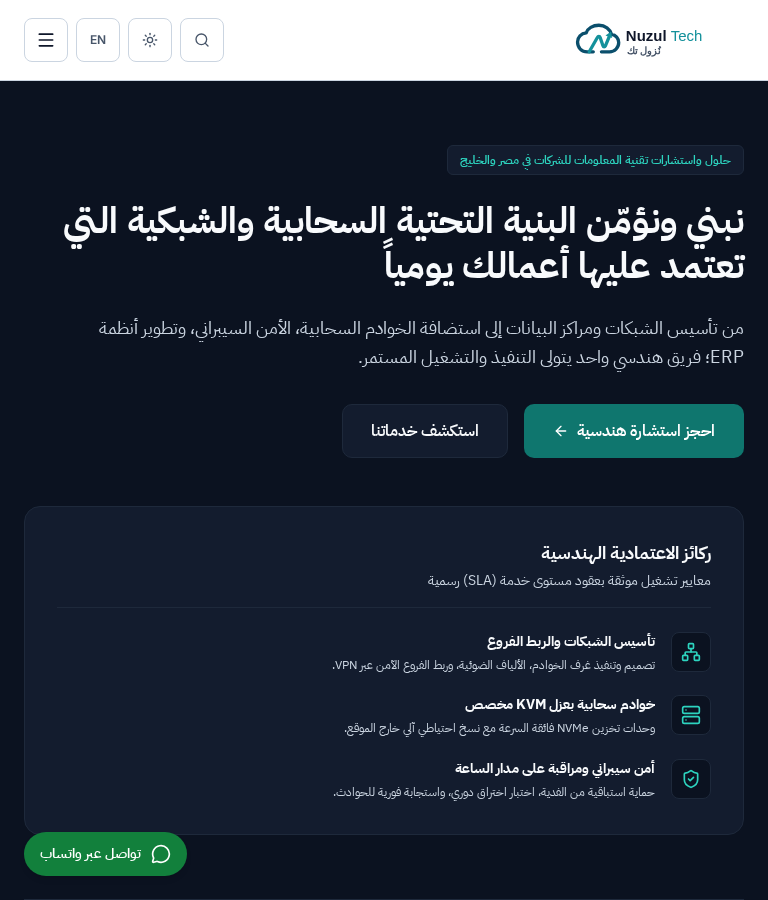 Nuzul Tech
نُزول تك
EN
حلول واستشارات تقنية المعلومات للشركات في مصر والخليج
نبني ونؤمّن البنية التحتية السحابية والشبكية التي
تعتمد عليها أعمالك يومياً
من تأسيس الشبكات ومراكز البيانات إلى استضافة الخوادم السحابية، الأمن السيبراني، وتطوير أنظمة
ERP؛ فريق هندسي واحد يتولى التنفيذ والتشغيل المستمر.
احجز استشارة هندسية
استكشف خدماتنا
ركائز الاعتمادية الهندسية
معايير تشغيل موثقة بعقود مستوى خدمة (SLA) رسمية
تأسيس الشبكات والربط الفروع
تصميم وتنفيذ غرف الخوادم، الألياف الضوئية، وربط الفروع الآمن عبر VPN.
خوادم سحابية بعزل KVM مخصص
وحدات تخزين NVMe فائقة السرعة مع نسخ احتياطي آلي خارج الموقع.
أمن سيبراني ومراقبة على مدار الساعة
حماية استباقية من الفدية، اختبار اختراق دوري، واستجابة فورية للحوادث.
تواصل عبر واتساب